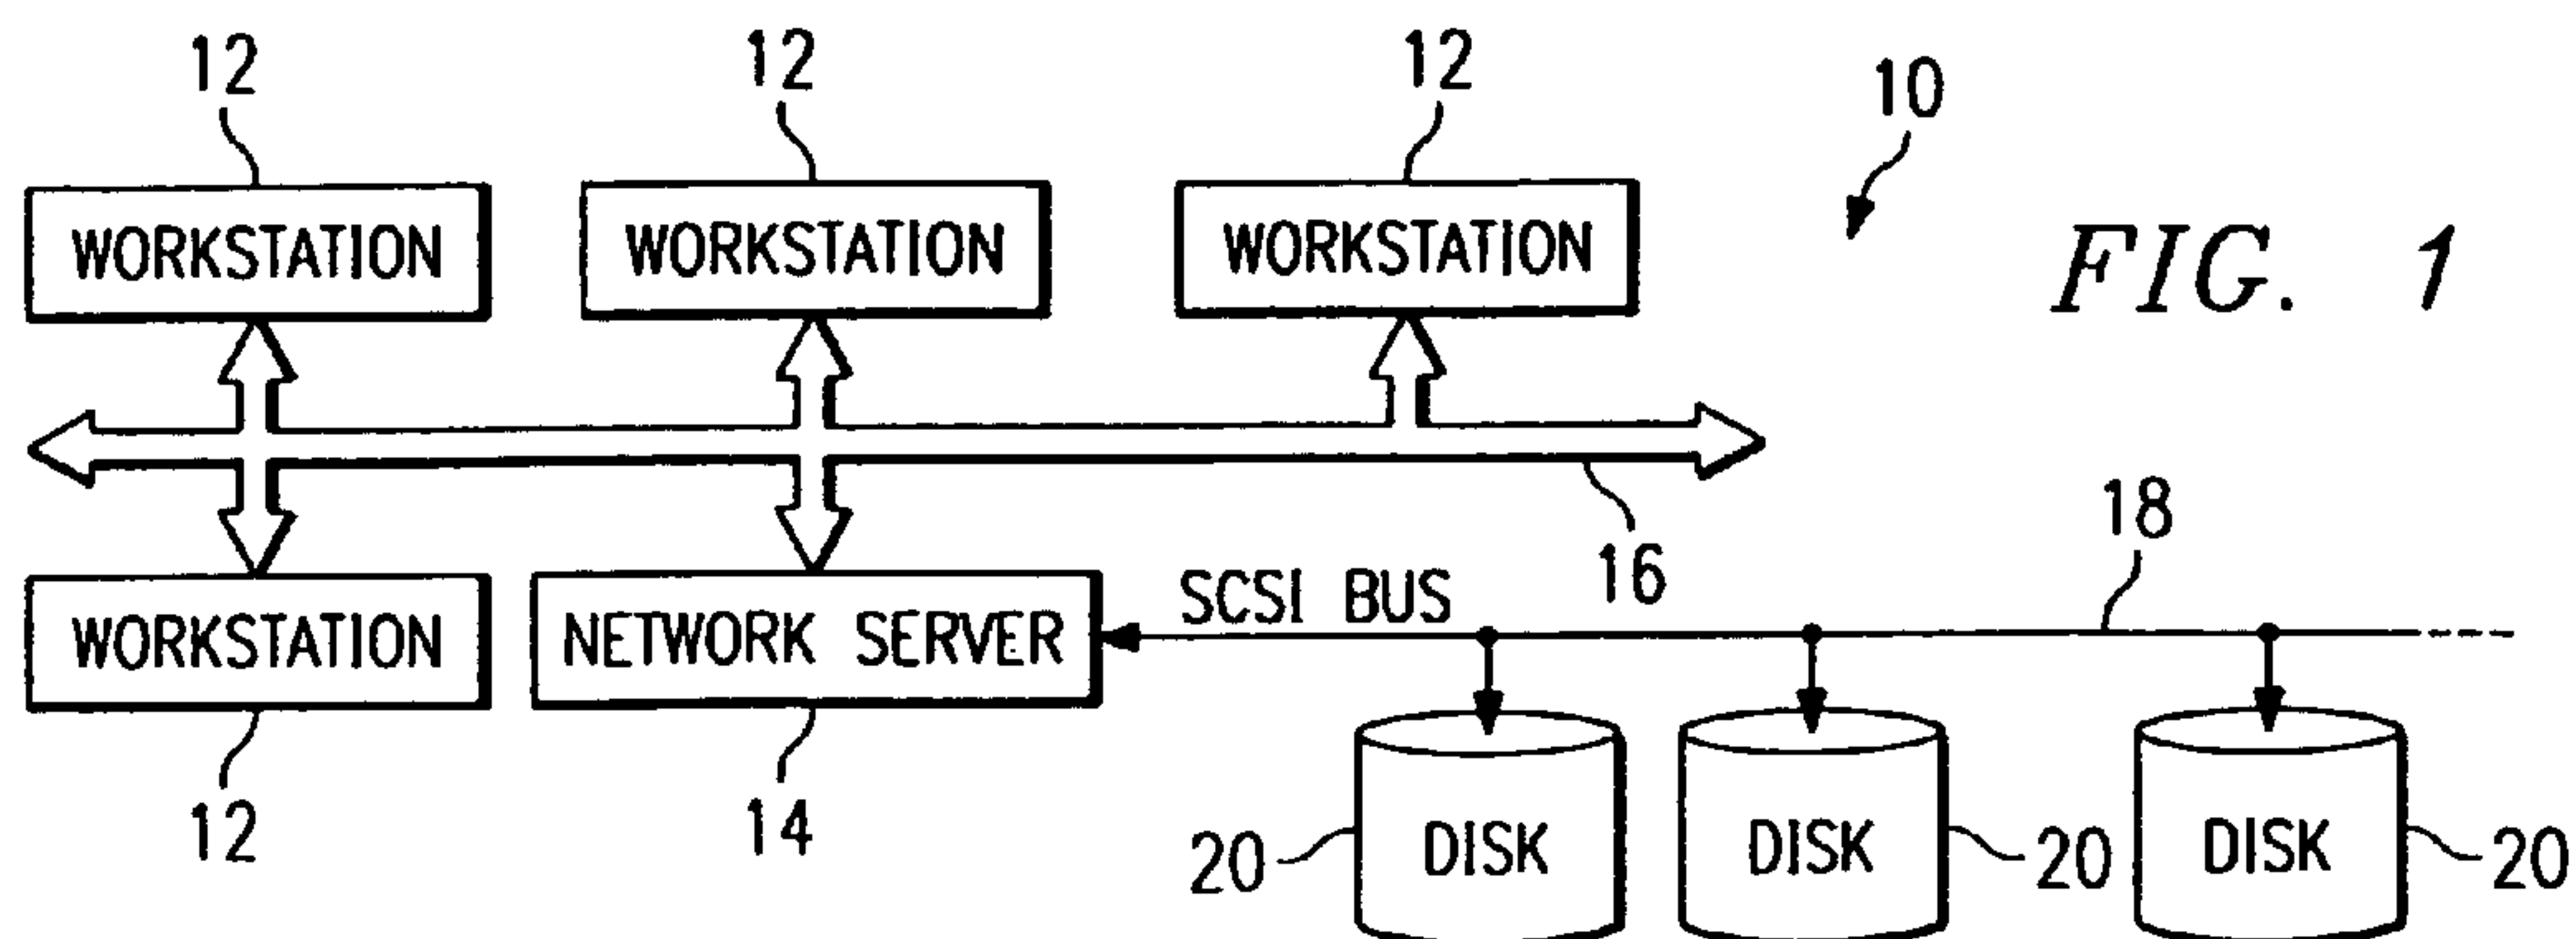 12 12 12 10
WORKSTATION WORKSTATION WORKSTATION
FIG. 1
16
18
SCSI BUS
WORKSTATION NETWORK SERVER
12 14
20 DISK DISK 20 DISK 20